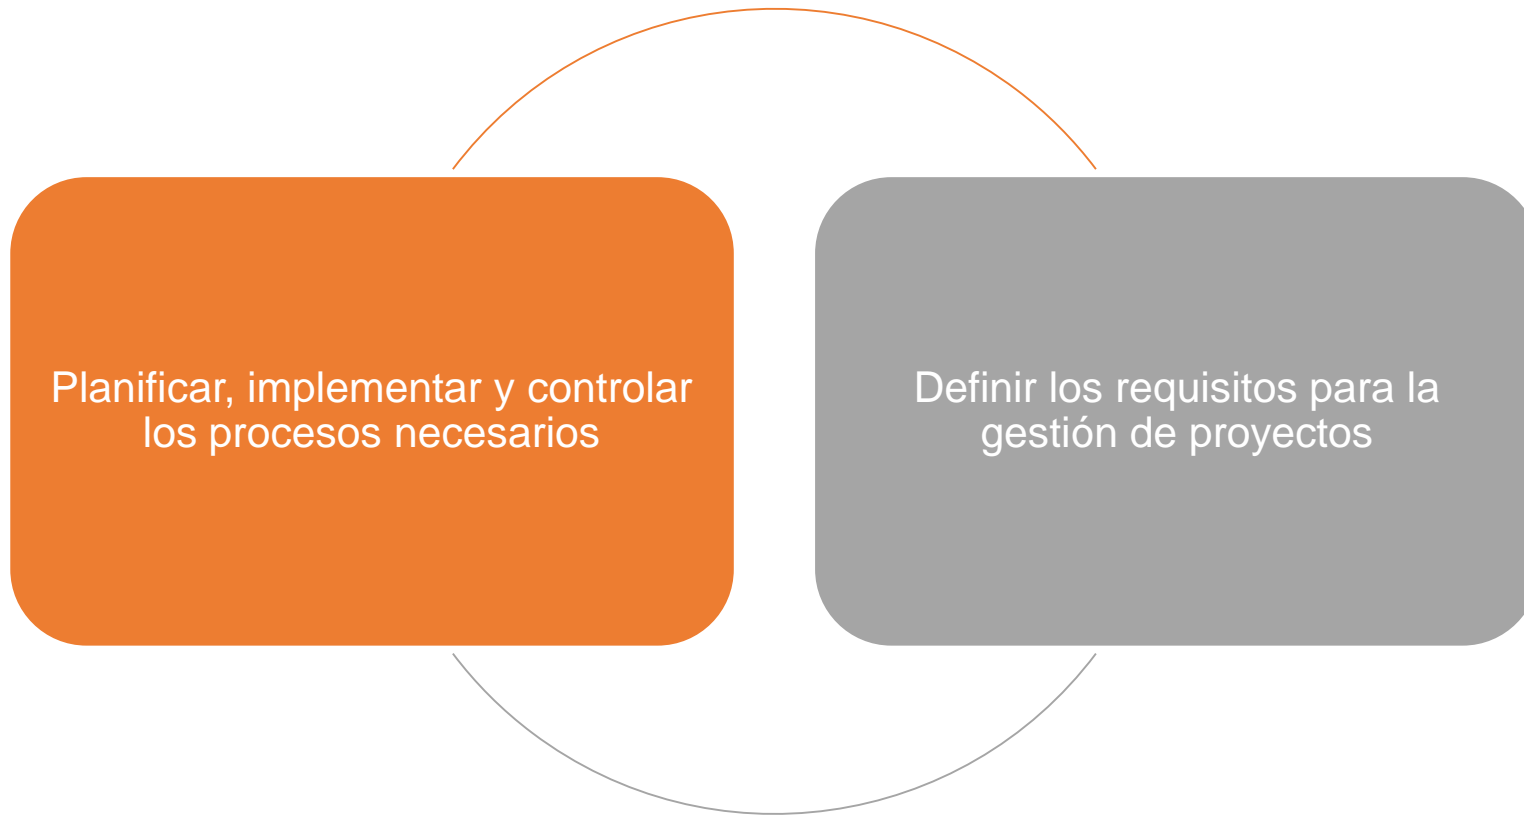 Planificar, implementar y controlar
los procesos necesarios
Definir los requisitos para la
gestión de proyectos